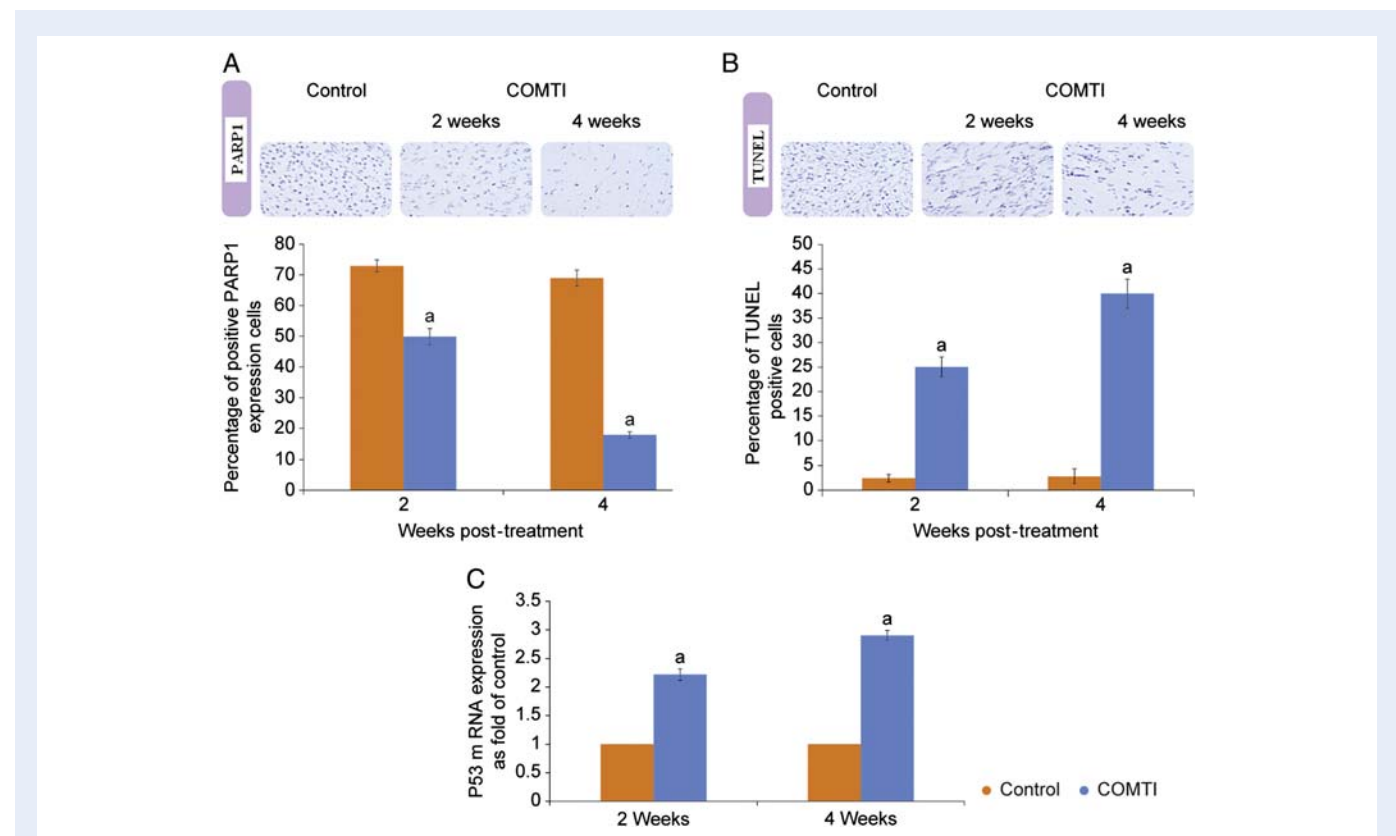 A
Control COMTI
2 weeks 4 weeks
PARP1
80
70
60
50
40
30
20
10
0
Percentage of positive PARP1
expression cells
a
a
2 4
Weeks post-treatment
B
Control COMTI
2 weeks 4 weeks
TUNEL
50
45
40
35
30
25
20
15
10
5
0
Percentage of TUNEL
positive cells
a
a
2 4
Weeks post-treatment
C
3.5
3
2.5
2
1.5
1
0.5
0
P53 m RNA expression
as fold of control
a
a
2 Weeks 4 Weeks
Control COMTI